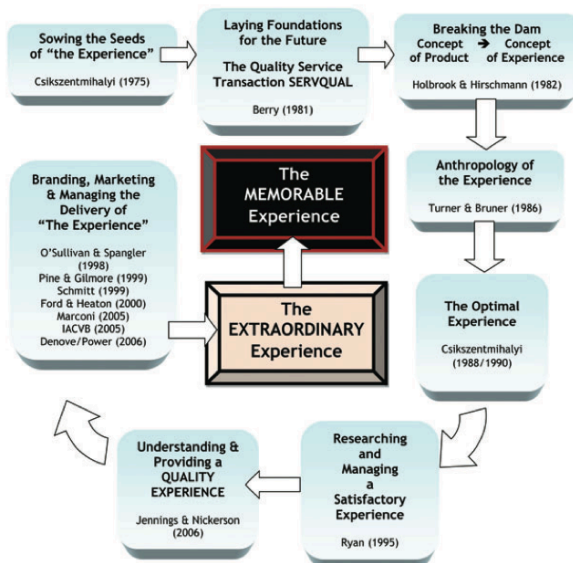 Sowing the Seeds
of “the Experience”
Csikszentmihalyi (1975)
Laying Foundations
for the Future
The Quality Service
Transaction SERVQUAL
Berry (1981)
Breaking the Dam
Concept ➔ Concept
of Product of Experience
Holbrook & Hirschmann (1982)
Anthropology of
the Experience
Turner & Bruner (1986)
The Optimal
Experience
Csikszentmihalyi
(1988/1990)
Researching
and
Managing
a
Satisfactory
Experience
Ryan (1995)
Understanding &
Providing a
QUALITY
EXPERIENCE
Jennings & Nickerson
(2006)
Branding, Marketing
& Managing the
Delivery of
“The Experience”
O’Sullivan & Spangler
(1998)
Pine & Gilmore (1999)
Schmitt (1999)
Ford & Heaton (2000)
Marconi (2005)
IACVB (2005)
Denove/Power (2006)
The
EXTRAORDINARY
Experience
The
MEMORABLE
Experience